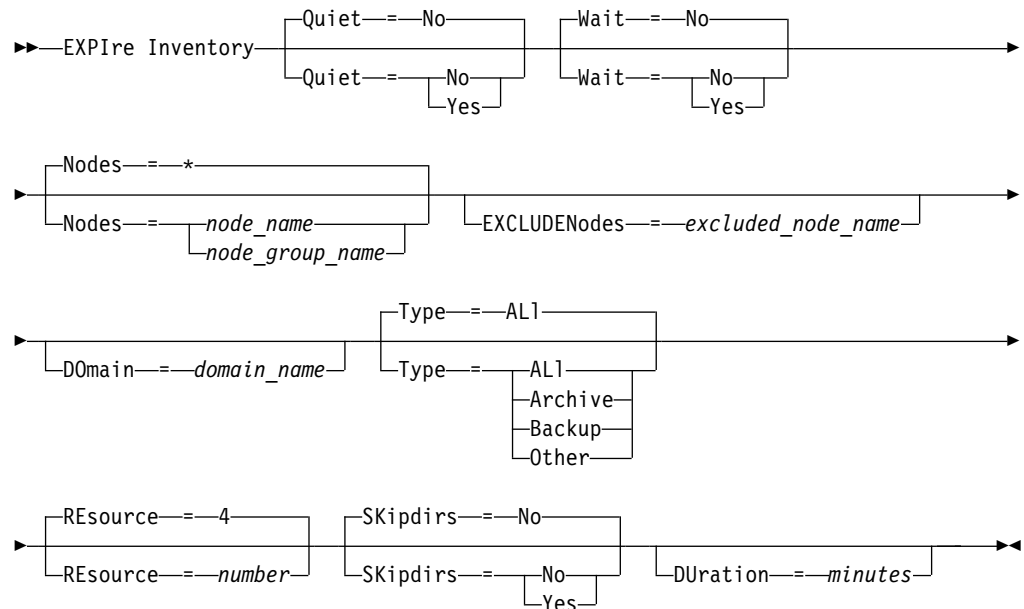 Quiet = No Wait = No
EXPIre Inventory
Quiet = No Wait = No
Yes Yes
Nodes = *
Nodes = node_name EXCLUDENodes = excluded_node_name
node_group_name
Type = ALl
DOmain = domain_name Type = ALl
Archive
Backup
Other
REsource = 4 SKipdirs = No
REsource = number SKipdirs = No DUration = minutes
Yes